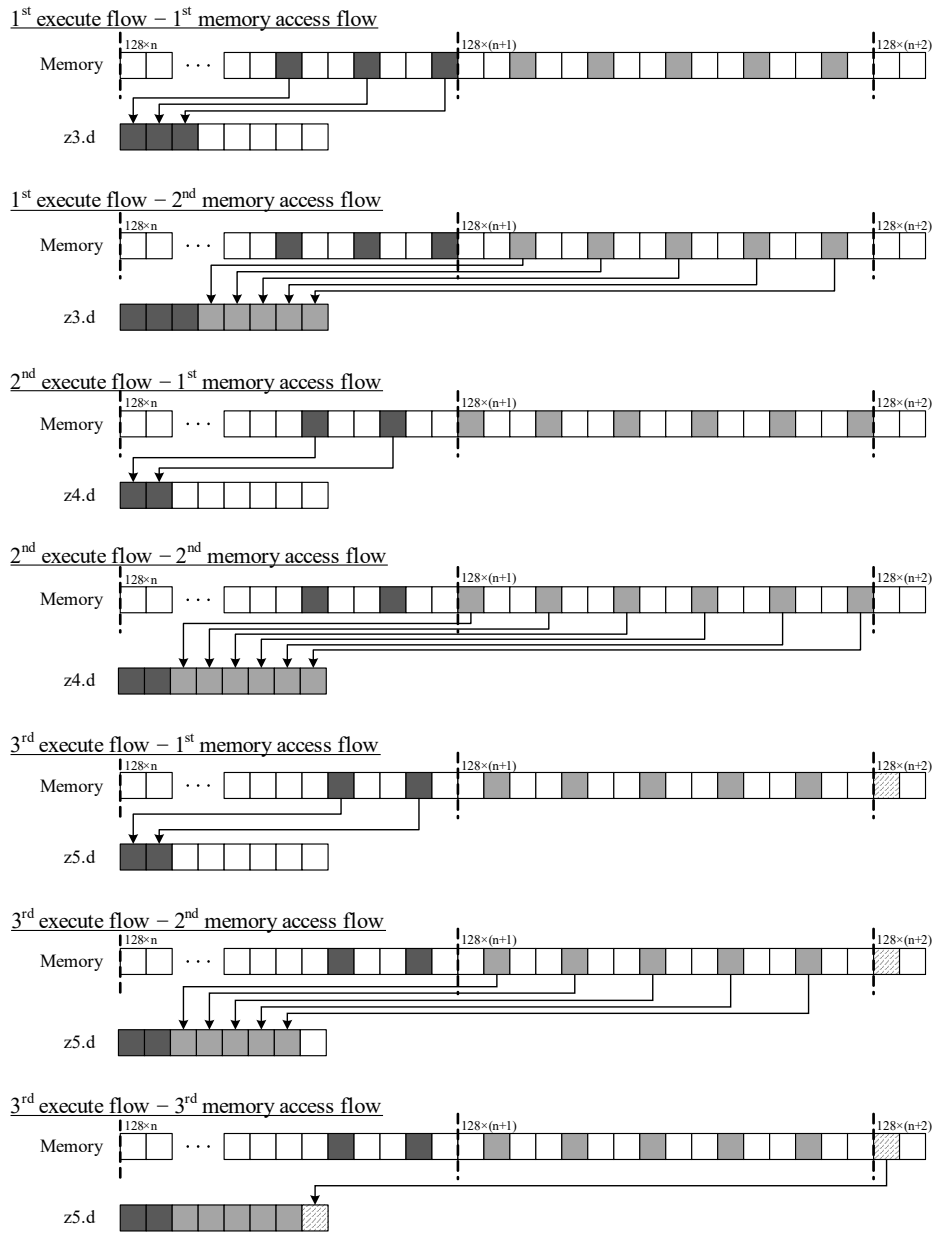 1st execute flow − 1st memory access flow
128×n 128×(n+1) 128×(n+2)
Memory · · ·
z3.d
1st execute flow − 2nd memory access flow
128×n 128×(n+1) 128×(n+2)
Memory · · ·
z3.d
2nd execute flow − 1st memory access flow
128×n 128×(n+1) 128×(n+2)
Memory · · ·
z4.d
2nd execute flow − 2nd memory access flow
128×n 128×(n+1) 128×(n+2)
Memory · · ·
z4.d
3rd execute flow − 1st memory access flow
128×n 128×(n+1) 128×(n+2)
Memory · · ·
z5.d
3rd execute flow − 2nd memory access flow
128×n 128×(n+1) 128×(n+2)
Memory · · ·
z5.d
3rd execute flow − 3rd memory access flow
128×n 128×(n+1) 128×(n+2)
Memory · · ·
z5.d